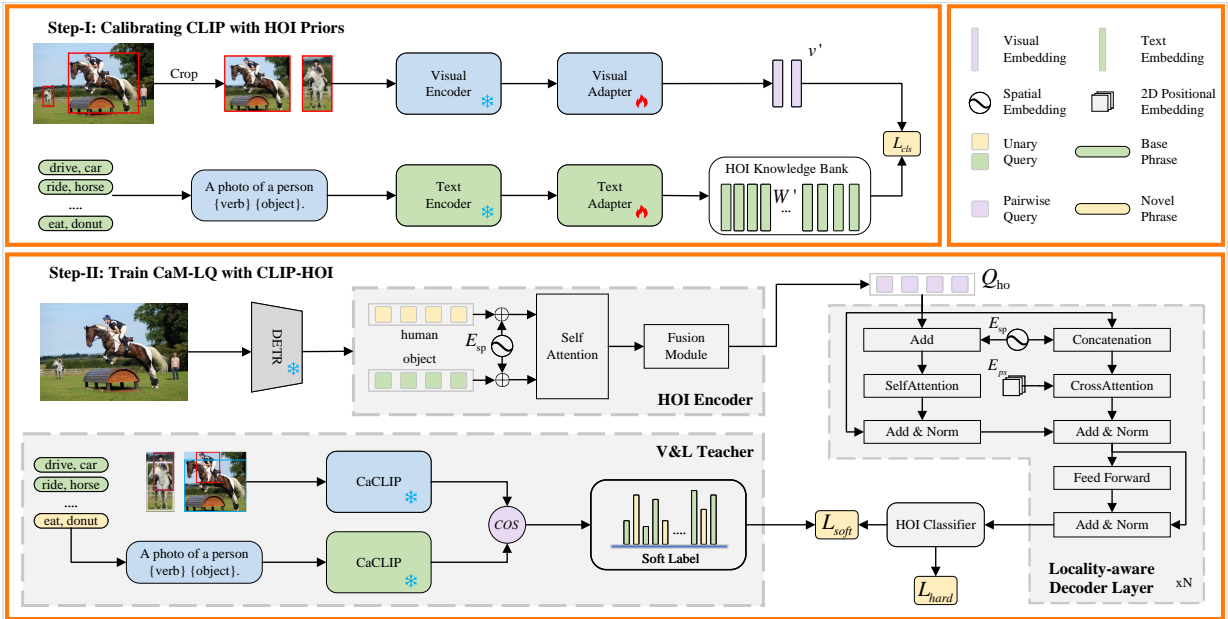 Step-I: Calibrating CLIP with HOI Priors
Crop
Visual
Encoder
Visual
Adapter
v'
L_cls
drive, car
ride, horse
....
eat, donut
A photo of a person
{verb} {object}.
Text
Encoder
Text
Adapter
HOI Knowledge Bank
W'
...
Visual
Embedding
Text
Embedding
Spatial
Embedding
2D Positional
Embedding
Unary
Query
Base
Phrase
Pairwise
Query
Novel
Phrase
Step-II: Train CaM-LQ with CLIP-HOI
DETR
human
object
E_sp
Self
Attention
Fusion
Module
HOI Encoder
Q_ho
Add
E_sp
Concatenation
SelfAttention
E_ps
CrossAttention
Add & Norm
Add & Norm
Feed Forward
Add & Norm
Locality-aware
Decoder Layer
xN
V&L Teacher
drive, car
ride, horse
....
eat, donut
A photo of a person
{verb} {object}.
CaCLIP
CaCLIP
COS
....
Soft Label
L_soft
HOI Classifier
L_hard